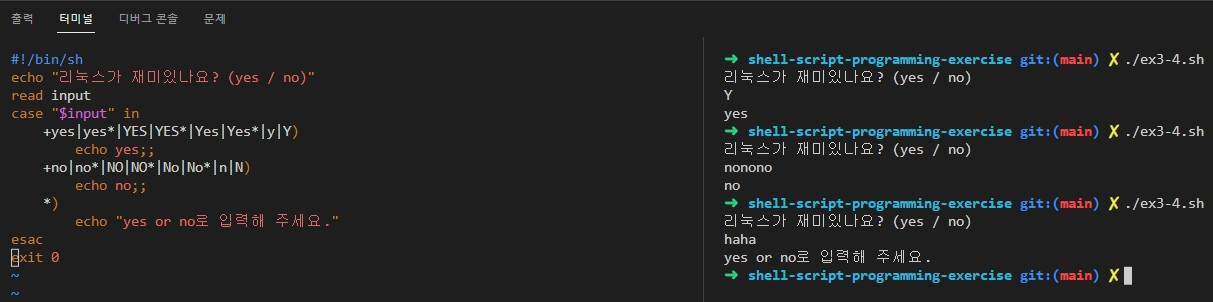 출력 터미널 디버그 콘솔 문제
#!/bin/sh
echo "리눅스가 재미있나요? (yes / no)"
read input
case "$input" in
    +yes|yes*|YES|YES*|Yes|Yes*|y|Y)
        echo yes;;
    +no|no*|NO|NO*|No|No*|n|N)
        echo no;;
    *)
        echo "yes or no로 입력해 주세요."
esac
exit 0
~
~
➜ shell-script-programming-exercise git:(main) ✗ ./ex3-4.sh
리눅스가 재미있나요? (yes / no)
Y
yes
➜ shell-script-programming-exercise git:(main) ✗ ./ex3-4.sh
리눅스가 재미있나요? (yes / no)
nonono
no
➜ shell-script-programming-exercise git:(main) ✗ ./ex3-4.sh
리눅스가 재미있나요? (yes / no)
haha
yes or no로 입력해 주세요.
➜ shell-script-programming-exercise git:(main) ✗